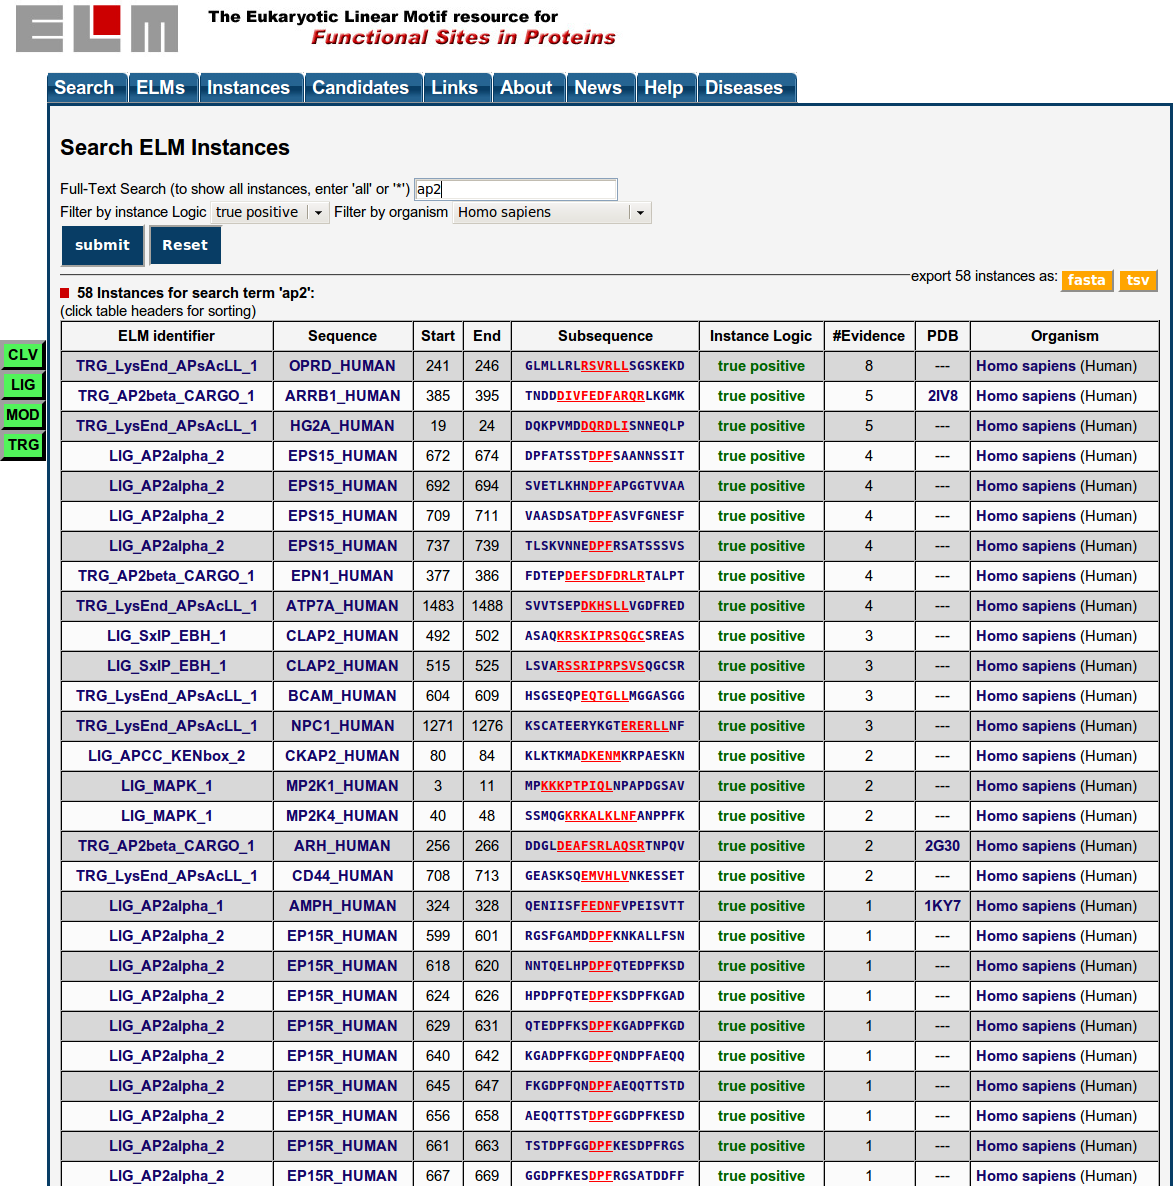 ELM
The Eukaryotic Linear Motif resource for
Functional Sites in Proteins
Search ELMs Instances Candidates Links About News Help Diseases
Search ELM Instances
Full-Text Search (to show all instances, enter 'all' or '*') ap2
Filter by instance Logic true positive Filter by organism Homo sapiens
submit Reset
export 58 instances as: fasta tsv
58 Instances for search term 'ap2':
(click table headers for sorting)
CLV
LIG
MOD
TRG
ELM identifier Sequence Start End Subsequence Instance Logic #Evidence PDB Organism
TRG_LysEnd_APsAcLL_1 OPRD_HUMAN 241 246 GLMLLRLRSVRLLSGSKEKD true positive 8 --- Homo sapiens (Human)
TRG_AP2beta_CARGO_1 ARRB1_HUMAN 385 395 TNDDDIVFEDFARQRLKGMK true positive 5 2IV8 Homo sapiens (Human)
TRG_LysEnd_APsAcLL_1 HG2A_HUMAN 19 24 DQKPVMDDQRDLISNNEQLP true positive 5 --- Homo sapiens (Human)
LIG_AP2alpha_2 EPS15_HUMAN 672 674 DPFATSSTDPFSAANNSSIT true positive 4 --- Homo sapiens (Human)
LIG_AP2alpha_2 EPS15_HUMAN 692 694 SVETLKHNDPFAPGGTVVAA true positive 4 --- Homo sapiens (Human)
LIG_AP2alpha_2 EPS15_HUMAN 709 711 VAASDSATDPFASVFGNESF true positive 4 --- Homo sapiens (Human)
LIG_AP2alpha_2 EPS15_HUMAN 737 739 TLSKVNNEDPFRSATSSSVS true positive 4 --- Homo sapiens (Human)
TRG_AP2beta_CARGO_1 EPN1_HUMAN 377 386 FDTEPDEFSDFDRLRTALPT true positive 4 --- Homo sapiens (Human)
TRG_LysEnd_APsAcLL_1 ATP7A_HUMAN 1483 1488 SVVTSEPDKHSLLVGDFRED true positive 4 --- Homo sapiens (Human)
LIG_SxIP_EBH_1 CLAP2_HUMAN 492 502 ASAQKRSKIPRSQGCSREAS true positive 3 --- Homo sapiens (Human)
LIG_SxIP_EBH_1 CLAP2_HUMAN 515 525 LSVARSSRIPRPSVSQGCSR true positive 3 --- Homo sapiens (Human)
TRG_LysEnd_APsAcLL_1 BCAM_HUMAN 604 609 HSGSEQPEQTGLLMGGASGG true positive 3 --- Homo sapiens (Human)
TRG_LysEnd_APsAcLL_1 NPC1_HUMAN 1271 1276 KSCATEERYKGTERERLLNF true positive 3 --- Homo sapiens (Human)
LIG_APCC_KENbox_2 CKAP2_HUMAN 80 84 KLKTKMADKENMKRPAESKN true positive 2 --- Homo sapiens (Human)
LIG_MAPK_1 MP2K1_HUMAN 3 11 MPKKKPTPIQLNPAPDGSAV true positive 2 --- Homo sapiens (Human)
LIG_MAPK_1 MP2K4_HUMAN 40 48 SSMQGKRKALKLNFANPPFK true positive 2 --- Homo sapiens (Human)
TRG_AP2beta_CARGO_1 ARH_HUMAN 256 266 DDGLDEAFSRLAQSRTNPQV true positive 2 2G30 Homo sapiens (Human)
TRG_LysEnd_APsAcLL_1 CD44_HUMAN 708 713 GEASKSQEMVHLVNKESSET true positive 2 --- Homo sapiens (Human)
LIG_AP2alpha_1 AMPH_HUMAN 324 328 QENIISFFEDNFVPEISVTT true positive 1 1KY7 Homo sapiens (Human)
LIG_AP2alpha_2 EP15R_HUMAN 599 601 RGSFGAMDDPFKNKALLFSN true positive 1 --- Homo sapiens (Human)
LIG_AP2alpha_2 EP15R_HUMAN 618 620 NNTQELHPDPFQTEDPFKSD true positive 1 --- Homo sapiens (Human)
LIG_AP2alpha_2 EP15R_HUMAN 624 626 HPDPFQTEDPFKSDPFKGAD true positive 1 --- Homo sapiens (Human)
LIG_AP2alpha_2 EP15R_HUMAN 629 631 QTEDPFKSDPFKGADPFKGD true positive 1 --- Homo sapiens (Human)
LIG_AP2alpha_2 EP15R_HUMAN 640 642 KGADPFKGDPFQNDPFAEQQ true positive 1 --- Homo sapiens (Human)
LIG_AP2alpha_2 EP15R_HUMAN 645 647 FKGDPFQNDPFAEQQTTSTD true positive 1 --- Homo sapiens (Human)
LIG_AP2alpha_2 EP15R_HUMAN 656 658 AEQQTTSTDPFGGDPFKESD true positive 1 --- Homo sapiens (Human)
LIG_AP2alpha_2 EP15R_HUMAN 661 663 TSTDPFGGDPFKESDPFRGS true positive 1 --- Homo sapiens (Human)
LIG_AP2alpha_2 EP15R_HUMAN 667 669 GGDPFKESDPFRGSATDDFF true positive 1 --- Homo sapiens (Human)